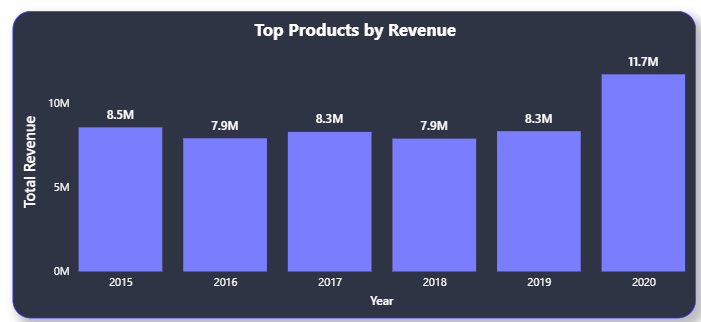 Top Products by Revenue
11.7M
10M
8.5M
7.9M
8.3M
7.9M
8.3M
Total Revenue
5M
0M
2015
2016
2017
2018
2019
2020
Year